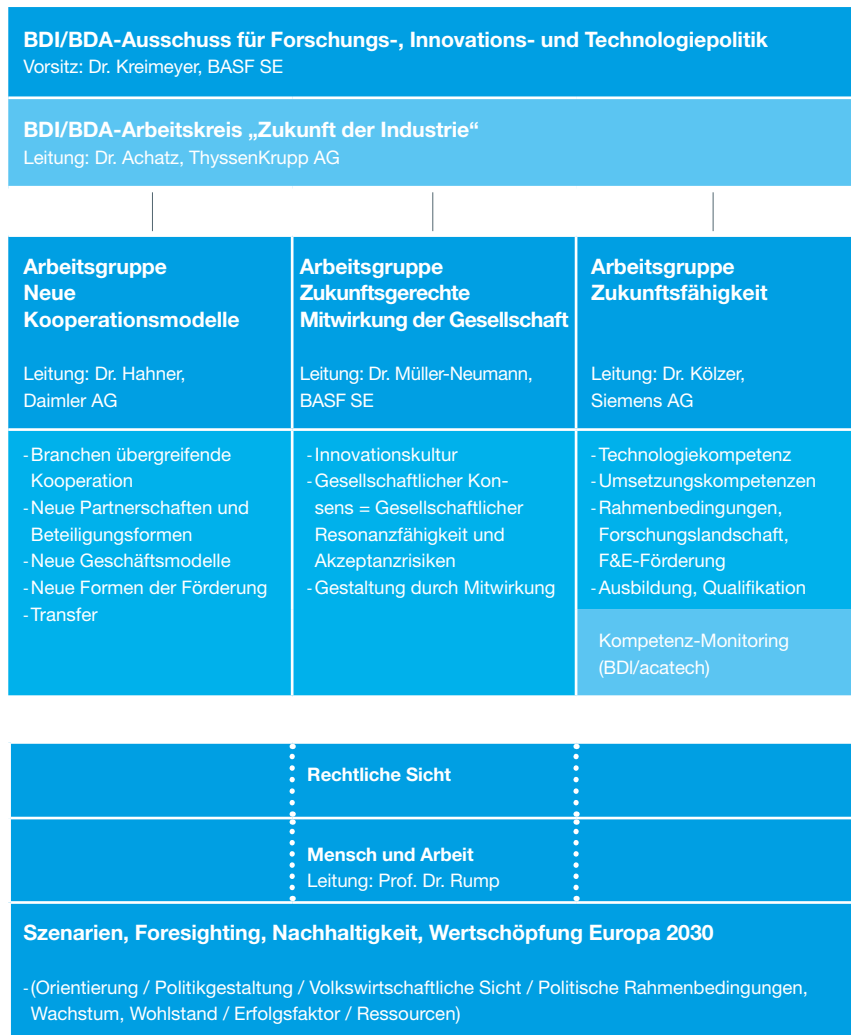 BDI/BDA-Ausschuss für Forschungs-, Innovations- und Technologiepolitik
Vorsitz: Dr. Kreimeyer, BASF SE
BDI/BDA-Arbeitskreis „Zukunft der Industrie“
Leitung: Dr. Achatz, ThyssenKrupp AG
Arbeitsgruppe
Neue
Kooperationsmodelle
Leitung: Dr. Hahner,
Daimler AG
- Branchen übergreifende
Kooperation
- Neue Partnerschaften und
Beteiligungsformen
- Neue Geschäftsmodelle
- Neue Formen der Förderung
- Transfer
Arbeitsgruppe
Zukunftsgerechte
Mitwirkung der Gesellschaft
Leitung: Dr. Müller-Neumann,
BASF SE
- Innovationskultur
- Gesellschaftlicher Kon-
sens = Gesellschaftlicher
Resonanzfähigkeit und
Akzeptanzrisiken
- Gestaltung durch Mitwirkung
Arbeitsgruppe
Zukunftsfähigkeit
Leitung: Dr. Kölzer,
Siemens AG
- Technologiekompetenz
- Umsetzungskompetenzen
- Rahmenbedingungen,
Forschungslandschaft,
F&E-Förderung
- Ausbildung, Qualifikation
Kompetenz-Monitoring
(BDI/acatech)
Rechtliche Sicht
Mensch und Arbeit
Leitung: Prof. Dr. Rump
Szenarien, Foresighting, Nachhaltigkeit, Wertschöpfung Europa 2030
- (Orientierung / Politikgestaltung / Volkswirtschaftliche Sicht / Politische Rahmenbedingungen,
Wachstum, Wohlstand / Erfolgsfaktor / Ressourcen)